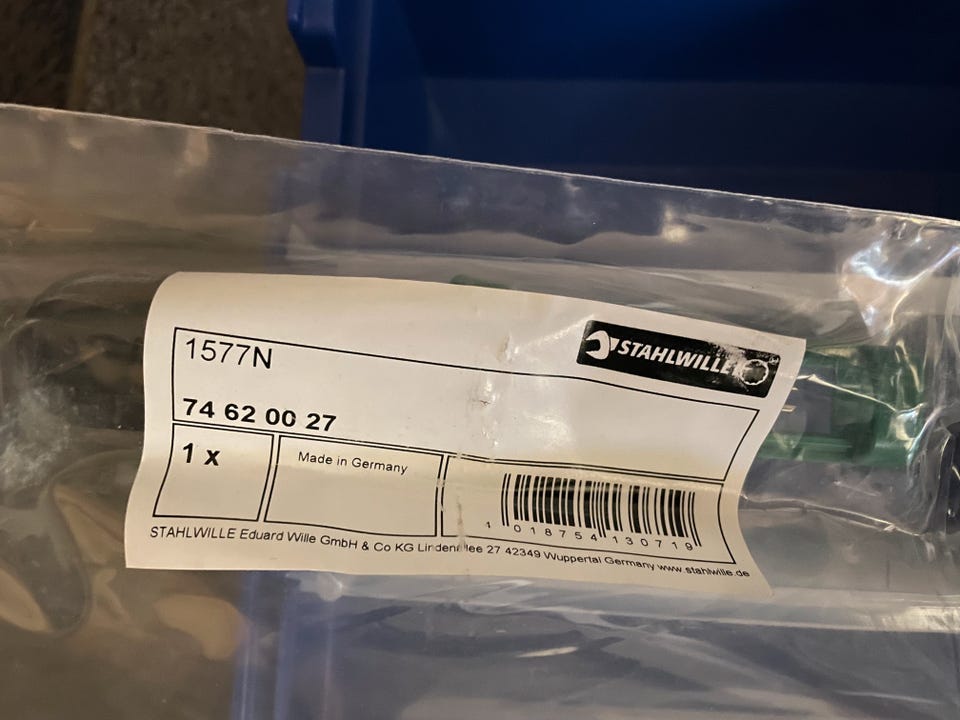 1577N
STAHLWILLE
74 62 00 27
1 x
Made in Germany
4 018754 130719
STAHLWILLE Eduard Wille GmbH & Co KG Lindenallee 27 42349 Wuppertal Germany www.stahlwille.de